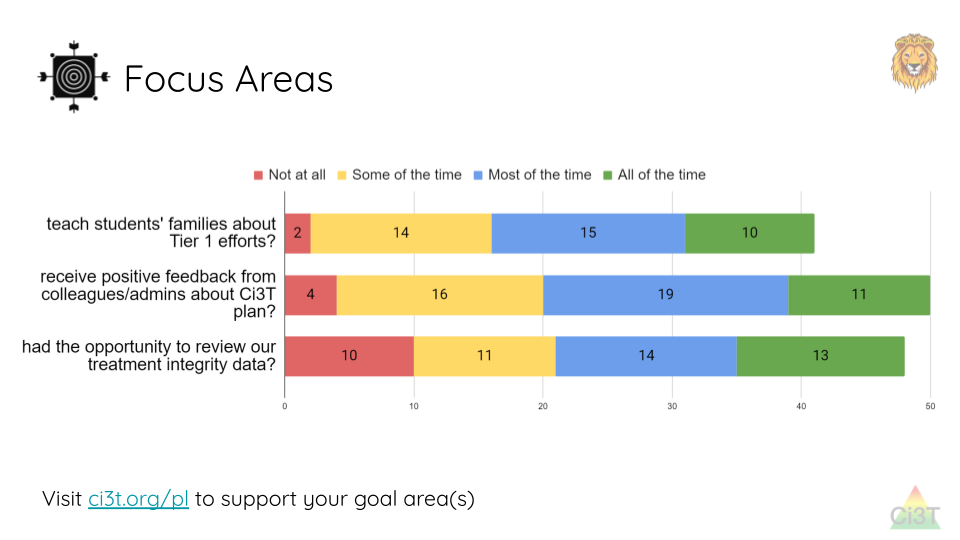 Focus Areas
Not at all Some of the time Most of the time All of the time
teach students' families about
Tier 1 efforts?
2 14 15 10
receive positive feedback from
colleagues/admins about Ci3T
plan?
4 16 19 11
had the opportunity to review our
treatment integrity data?
10 11 14 13
0 10 20 30 40 50
Visit ci3t.org/pl to support your goal area(s)
Ci3T